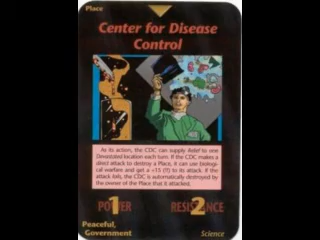 Place
Center for Disease
Control
As its action, the CDC can supply Relief to one
Devastated location each turn. If the CDC makes a
direct attack to destroy a Place, it can use biologi-
cal warfare and get a +15 (!!) to its attack. If the
attack fails, the CDC is automatically destroyed by
the owner of the Place that it attacked.
POWER 1 RESISTANCE 2
Peaceful,
Government
Science